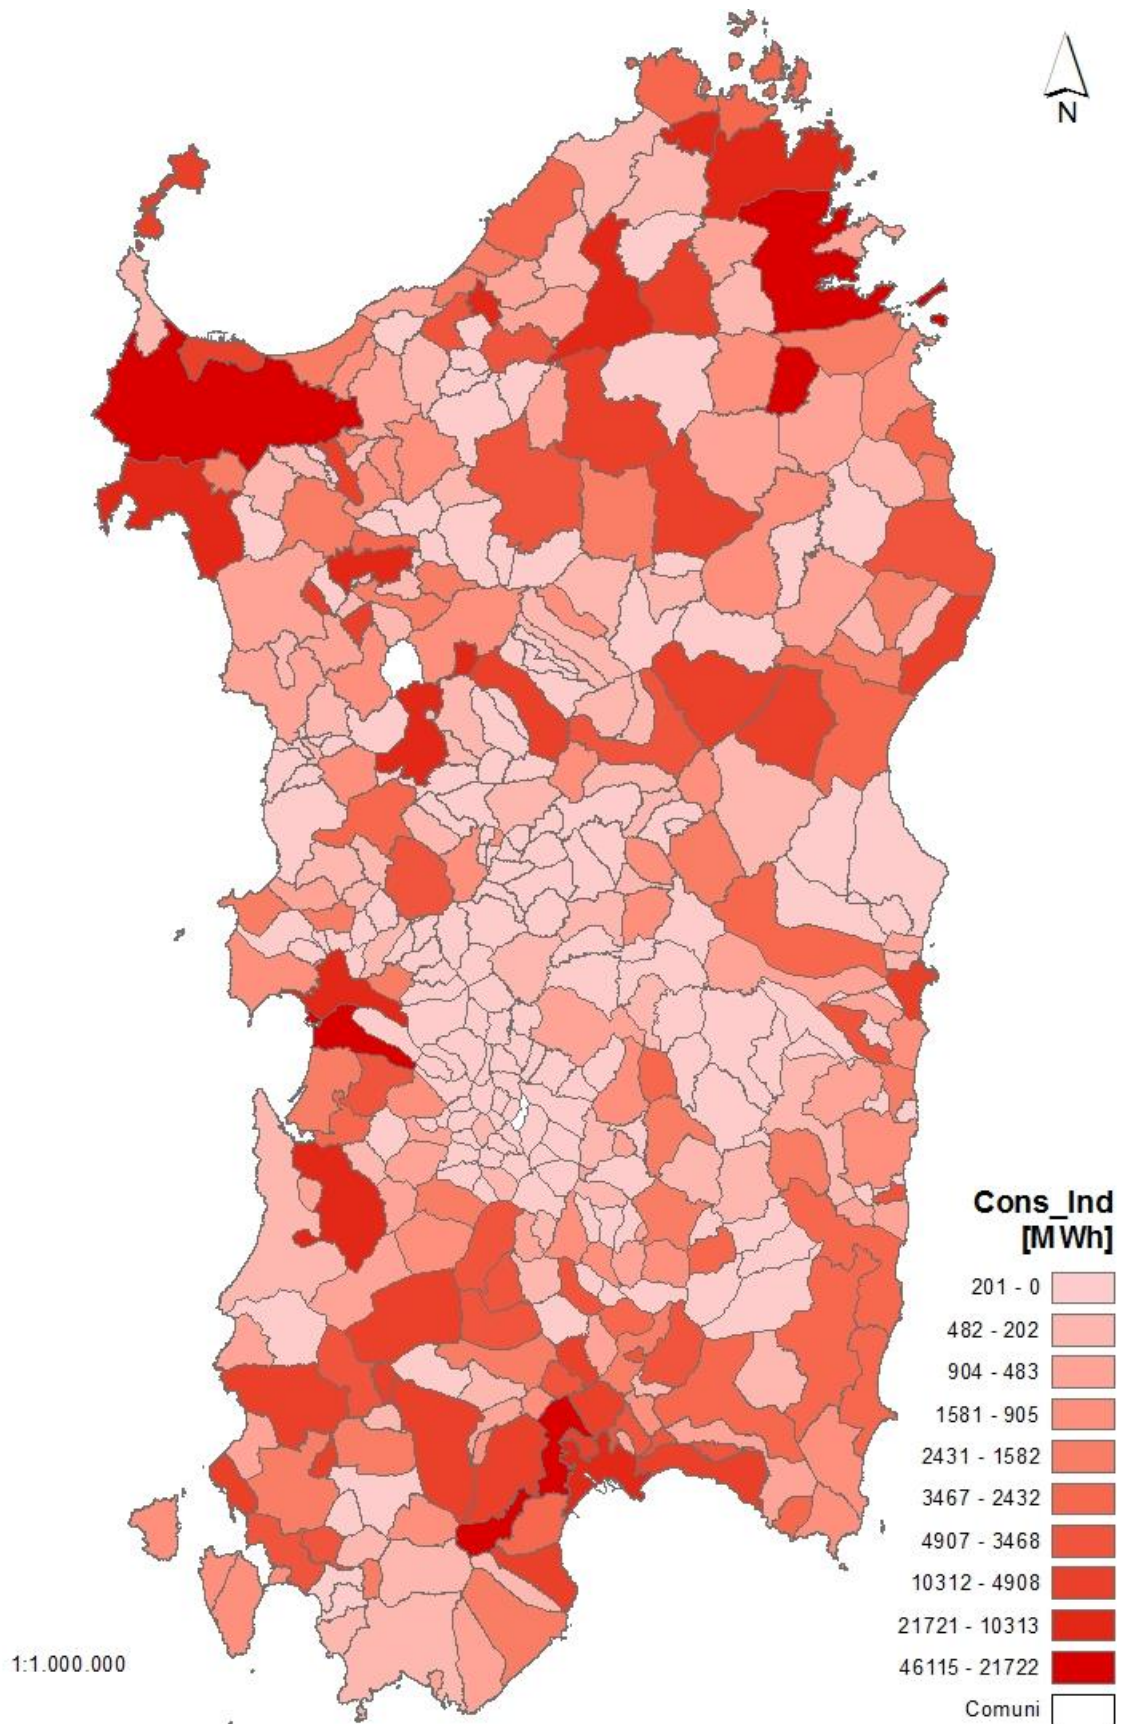 N
Cons_Ind
[MWh]
201 - 0
482 - 202
904 - 483
1581 - 905
2431 - 1582
3467 - 2432
4907 - 3468
10312 - 4908
21721 - 10313
46115 - 21722
Comuni
1:1.000.000